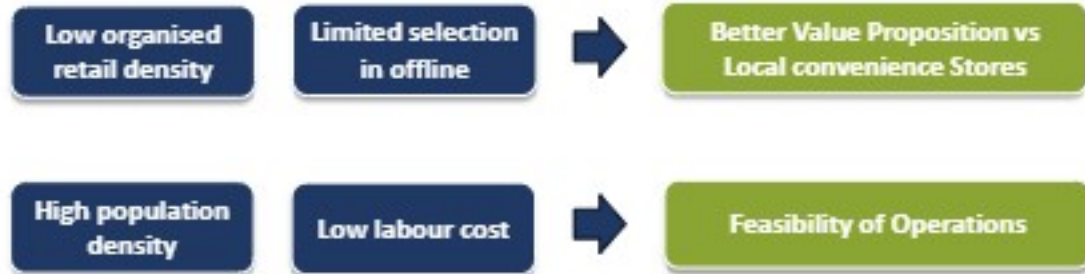 Low organised
retail density
Limited selection
in offline
Better Value Proposition vs
Local convenience Stores
High population
density
Low labour cost
Feasibility of Operations